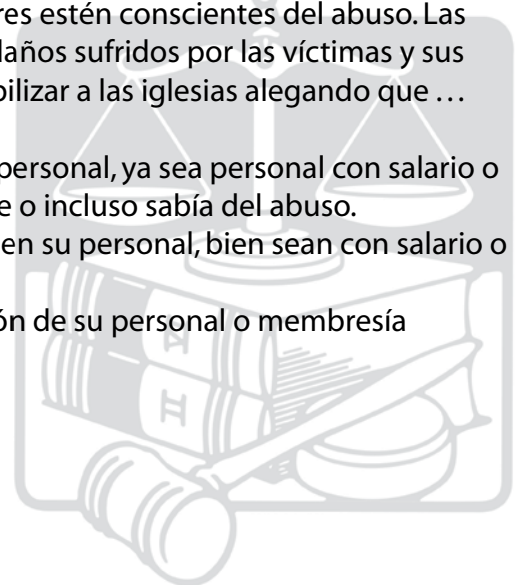 res estén conscientes del abuso. Las
daños sufridos por las víctimas y sus
bilizar a las iglesias alegando que …
personal, ya sea personal con salario o
e o incluso sabía del abuso.
en su personal, bien sean con salario o
ón de su personal o membresía